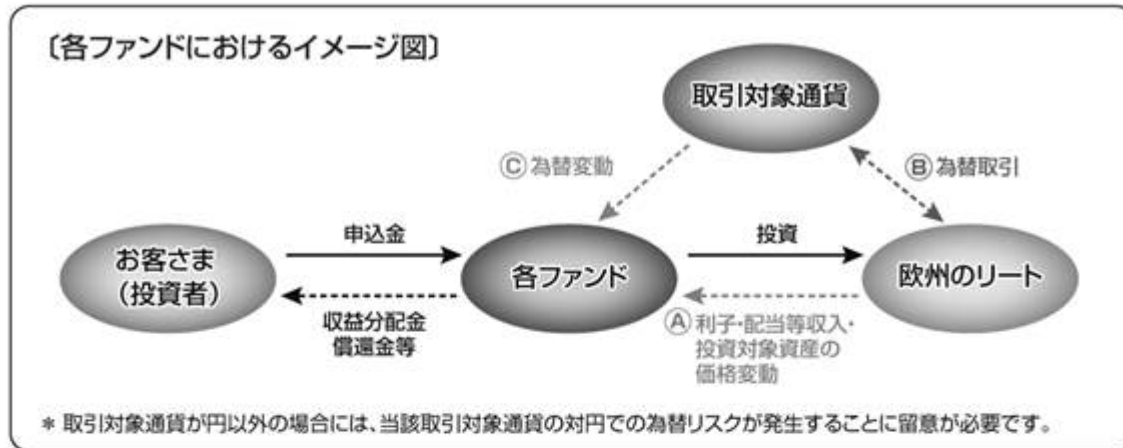 〔各ファンドにおけるイメージ図〕
取引対象通貨
Ⓒ 為替変動
Ⓑ 為替取引
お客さま
(投資者)
申込金
収益分配金
償還金等
各ファンド
投資
Ⓐ 利子・配当等収入・
投資対象資産の
価格変動
欧州のリート
* 取引対象通貨が円以外の場合には、当該取引対象通貨の対円での為替リスクが発生することに留意が必要です。